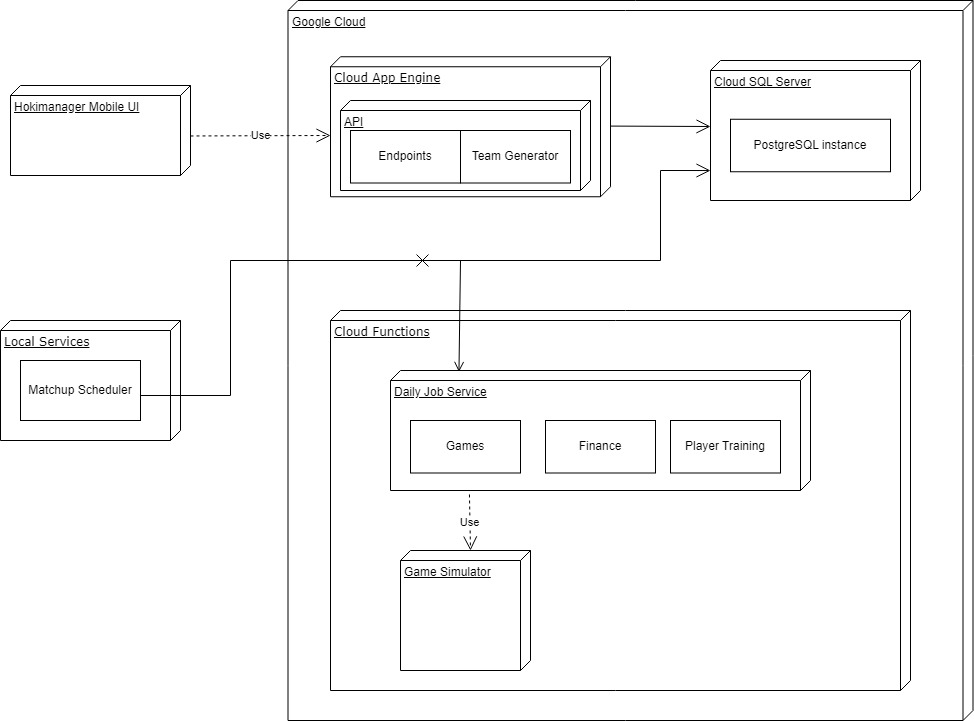 Google Cloud
Cloud App Engine
Cloud SQL Server
Hokimanager Mobile UI
API
Use
Endpoints
Team Generator
PostgreSQL instance
Cloud Functions
Local Services
Matchup Scheduler
Daily Job Service
Games
Finance
Player Training
Use
Game Simulator